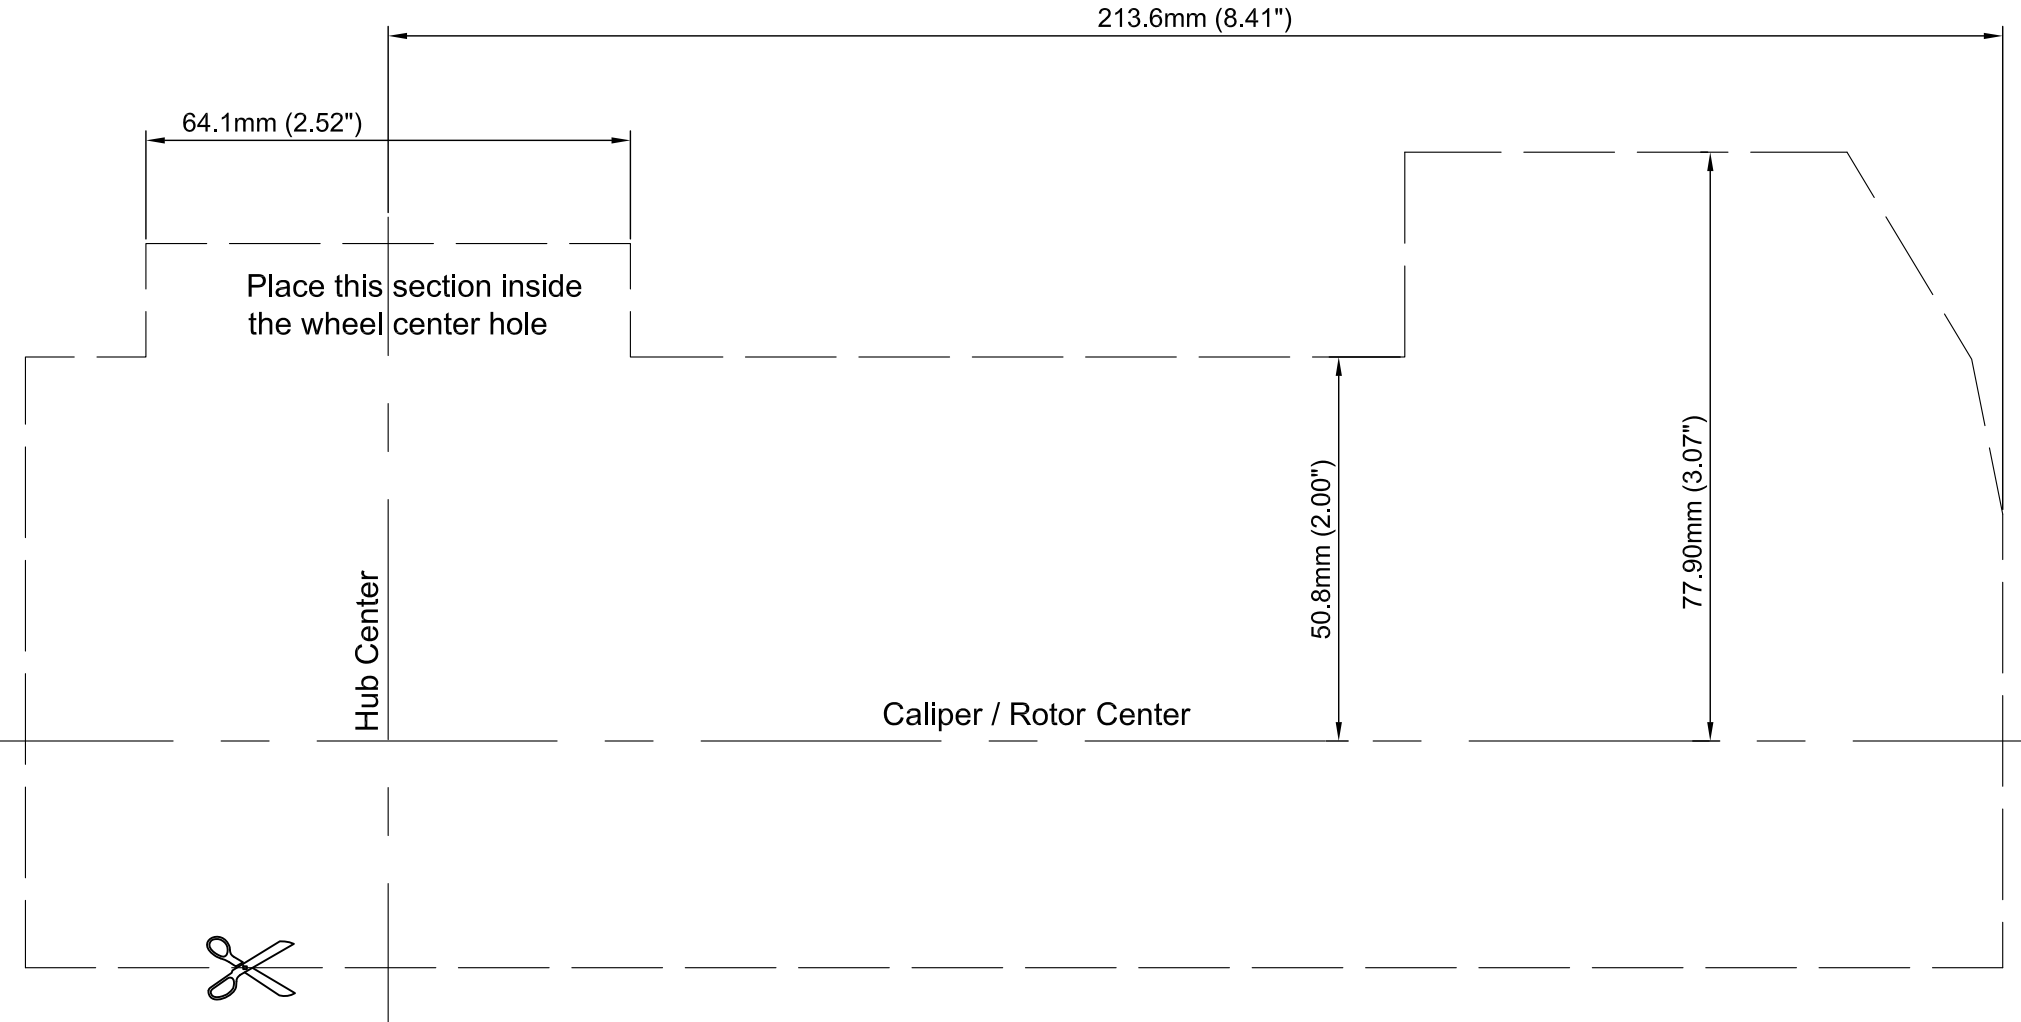 213.6mm (8.41")
64.1mm (2.52")
Place this section inside
the wheel center hole
50.8mm (2.00")
77.90mm (3.07")
Hub Center
Caliper / Rotor Center